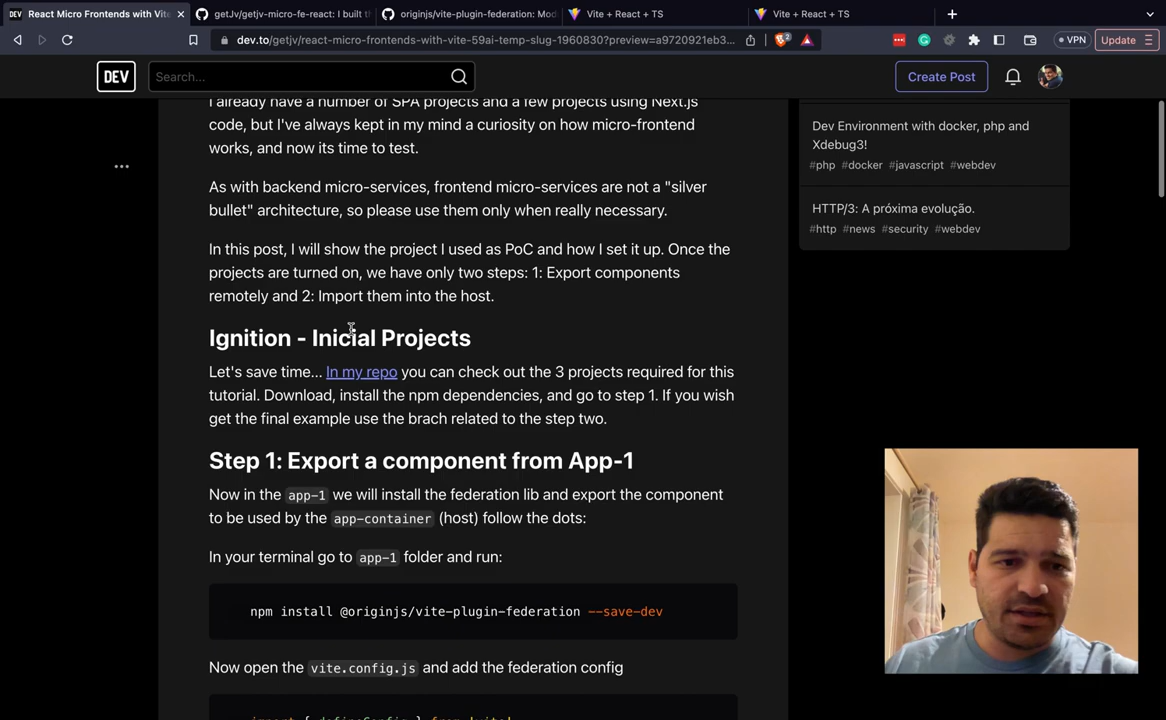 React Micro Frontends with Vit
getJv/getjv-micro-fe-react: I built th
originjs/vite-plugin-federation: Mod
Vite + React + TS
Vite + React + TS
dev.to/getjv/react-micro-frontends-with-vite-59ai-temp-slug-1960830?preview=a9720921eb3...
2
VPN
Update
DEV
Search...
Create Post
I already have a number of SPA projects and a few projects using Next.js
code, but I've always kept in my mind a curiosity on how micro-frontend
works, and now its time to test.
As with backend micro-services, frontend micro-services are not a "silver
bullet" architecture, so please use them only when really necessary.
In this post, I will show the project I used as PoC and how I set it up. Once the
projects are turned on, we have only two steps: 1: Export components
remotely and 2: Import them into the host.
Ignition - Inicial Projects
Let's save time... In my repo you can check out the 3 projects required for this
tutorial. Download, install the npm dependencies, and go to step 1. If you wish
get the final example use the brach related to the step two.
Step 1: Export a component from App-1
Now in the app-1 we will install the federation lib and export the component
to be used by the app-container (host) follow the dots:
In your terminal go to app-1 folder and run:
npm install @originjs/vite-plugin-federation --save-dev
Now open the vite.config.js and add the federation config
import { defineConfig } from 'vite'
Dev Environment with docker, php and
Xdebug3!
#php #docker #javascript #webdev
HTTP/3: A próxima evolução.
#http #news #security #webdev